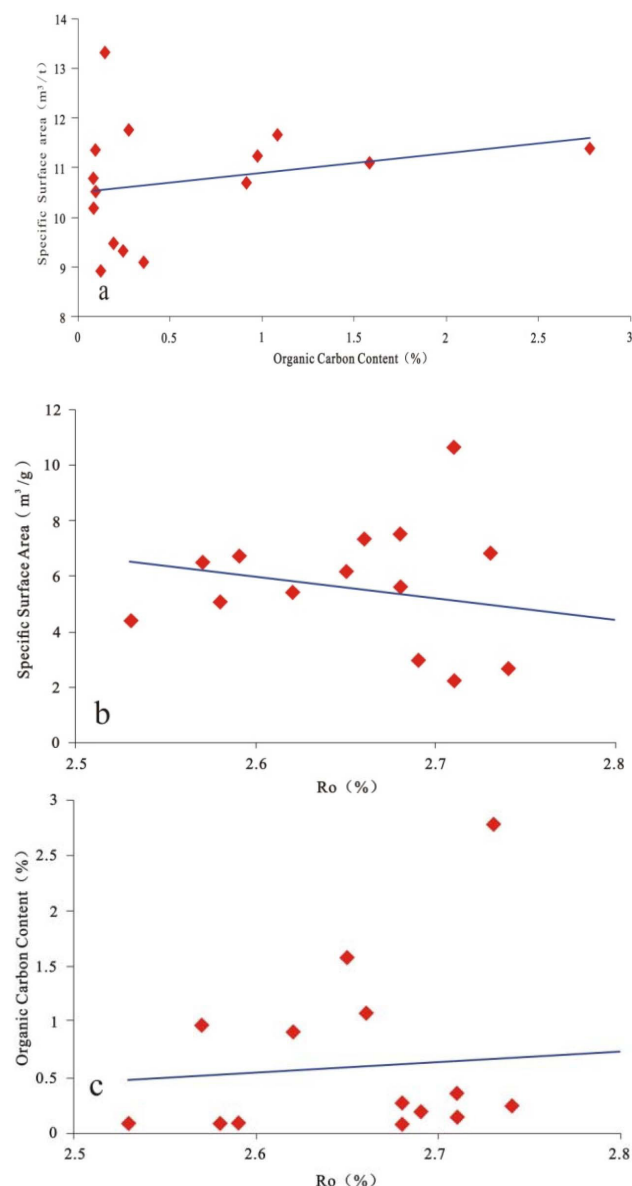 14
13
12
11
10
9
8
Specific Surface area (m³/t)
a
0 0.5 1 1.5 2 2.5 3
Organic Carbon Content (%)
12
10
8
6
4
2
0
Specific Surface Area (m³/g)
b
2.5 2.6 2.7 2.8
Ro (%)
3
2.5
2
1.5
1
0.5
0
Organic Carbon Content (%)
c
2.5 2.6 2.7 2.8
Ro (%)